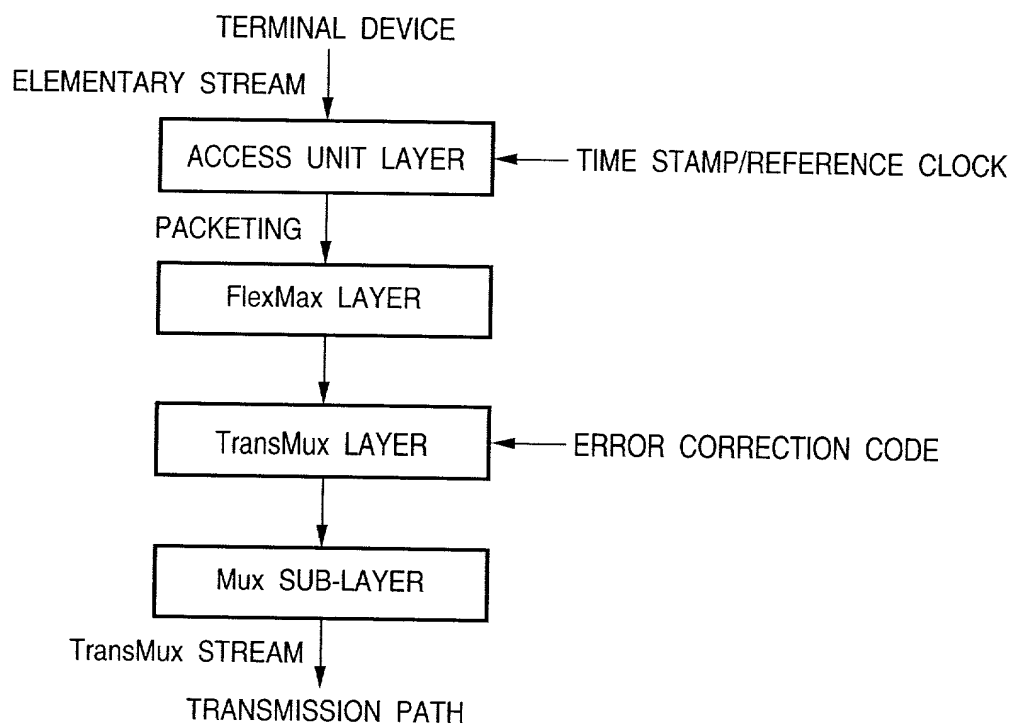 TERMINAL DEVICE
ELEMENTARY STREAM
ACCESS UNIT LAYER
TIME STAMP/REFERENCE CLOCK
PACKETING
FlexMax LAYER
TransMux LAYER
ERROR CORRECTION CODE
Mux SUB-LAYER
TransMux STREAM
TRANSMISSION PATH